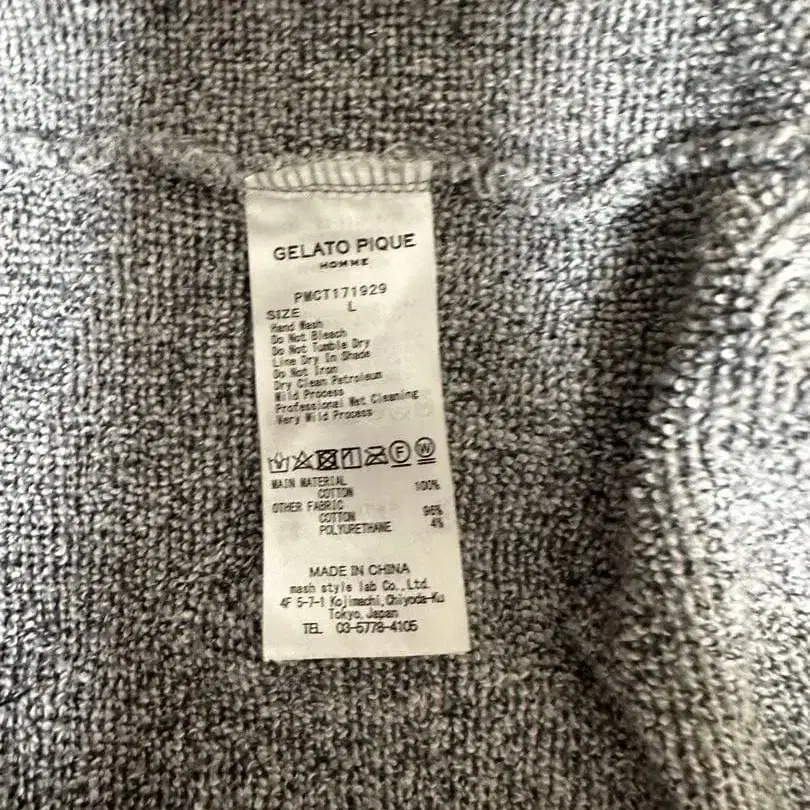 GELATO PIQUE
HOMME
PMCT171929
SIZE L
Hand Wash
Do Not Bleach
Do Not Tumble Dry
Line Dry In Shade
Do Not Iron
Dry Clean Petroleum
Mild Process
Professional Wet Cleaning
Very Mild Process
F W
MAIN MATERIAL
COTTON 100%
OTHER FABRIC
COTTON 96%
POLYURETHANE 4%
MADE IN CHINA
mash style lab Co.,Ltd.
4F 5-7-1 Kojimachi,Chiyoda-Ku
Tokyo,Japan
TEL 03-5778-4105